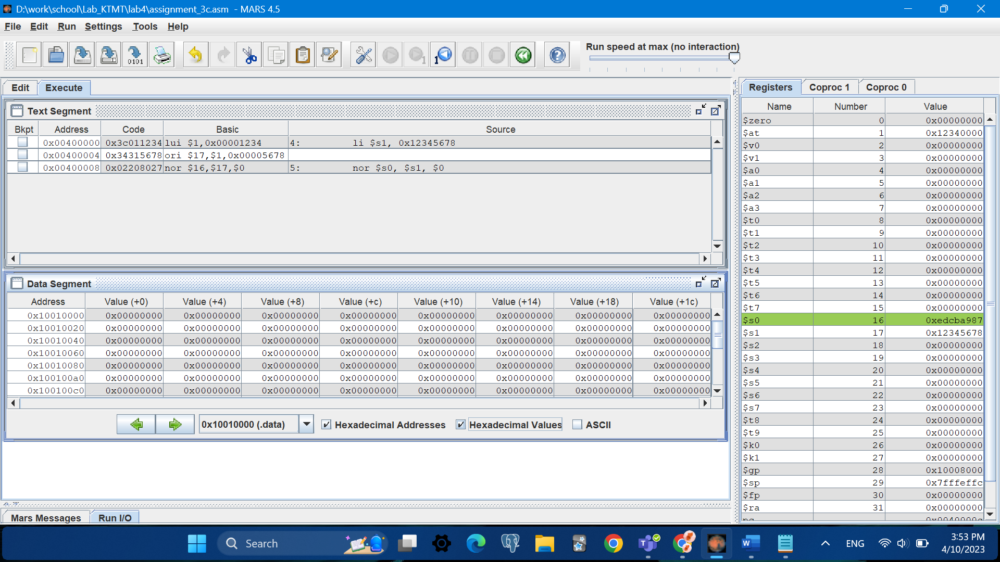 D:\work\school\Lab_KTMT\lab4\assignment_3c.asm - MARS 4.5
File Edit Run Settings Tools Help
Run speed at max (no interaction)
0101
1
1
Edit Execute
Registers Coproc 1 Coproc 0
Text Segment
Bkpt Address Code Basic Source
0x00400000 0x3c011234 lui $1,0x00001234 4: li $s1, 0x12345678
0x00400004 0x34315678 ori $17,$1,0x00005678
0x00400008 0x02208027 nor $16,$17,$0 5: nor $s0, $s1, $0
Data Segment
Address Value (+0) Value (+4) Value (+8) Value (+c) Value (+10) Value (+14) Value (+18) Value (+1c)
0x10010000 0x00000000 0x00000000 0x00000000 0x00000000 0x00000000 0x00000000 0x00000000 0x00000000
0x10010020 0x00000000 0x00000000 0x00000000 0x00000000 0x00000000 0x00000000 0x00000000 0x00000000
0x10010040 0x00000000 0x00000000 0x00000000 0x00000000 0x00000000 0x00000000 0x00000000 0x00000000
0x10010060 0x00000000 0x00000000 0x00000000 0x00000000 0x00000000 0x00000000 0x00000000 0x00000000
0x10010080 0x00000000 0x00000000 0x00000000 0x00000000 0x00000000 0x00000000 0x00000000 0x00000000
0x100100a0 0x00000000 0x00000000 0x00000000 0x00000000 0x00000000 0x00000000 0x00000000 0x00000000
0x100100c0 0x00000000 0x00000000 0x00000000 0x00000000 0x00000000 0x00000000 0x00000000 0x00000000
0x10010000 (.data) Hexadecimal Addresses Hexadecimal Values ASCII
Mars Messages Run I/O
Name Number Value
$zero 0 0x00000000
$at 1 0x12340000
$v0 2 0x00000000
$v1 3 0x00000000
$a0 4 0x00000000
$a1 5 0x00000000
$a2 6 0x00000000
$a3 7 0x00000000
$t0 8 0x00000000
$t1 9 0x00000000
$t2 10 0x00000000
$t3 11 0x00000000
$t4 12 0x00000000
$t5 13 0x00000000
$t6 14 0x00000000
$t7 15 0x00000000
$s0 16 0xedcba987
$s1 17 0x12345678
$s2 18 0x00000000
$s3 19 0x00000000
$s4 20 0x00000000
$s5 21 0x00000000
$s6 22 0x00000000
$s7 23 0x00000000
$t8 24 0x00000000
$t9 25 0x00000000
$k0 26 0x00000000
$k1 27 0x00000000
$gp 28 0x10008000
$sp 29 0x7fffeffc
$fp 30 0x00000000
$ra 31 0x00000000
Search
ENG
3:53 PM
4/10/2023